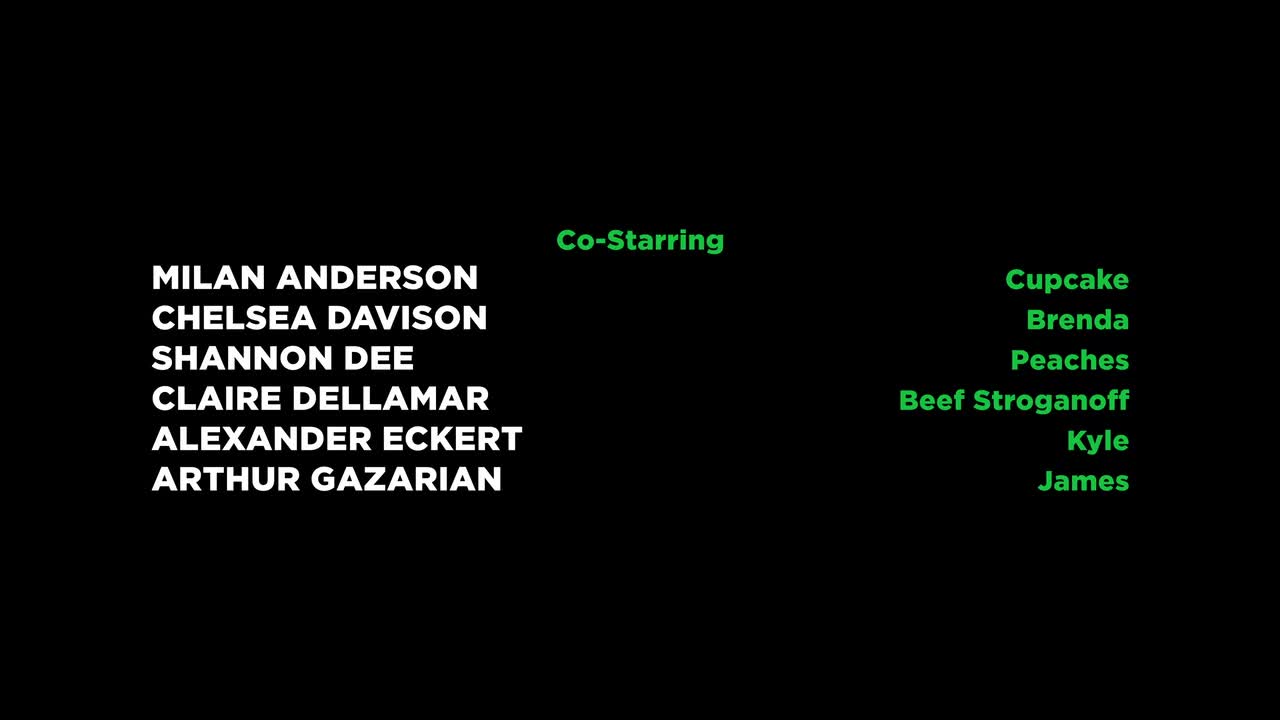 Co-Starring
MILAN ANDERSON Cupcake
CHELSEA DAVISON Brenda
SHANNON DEE Peaches
CLAIRE DELLAMAR Beef Stroganoff
ALEXANDER ECKERT Kyle
ARTHUR GAZARIAN James